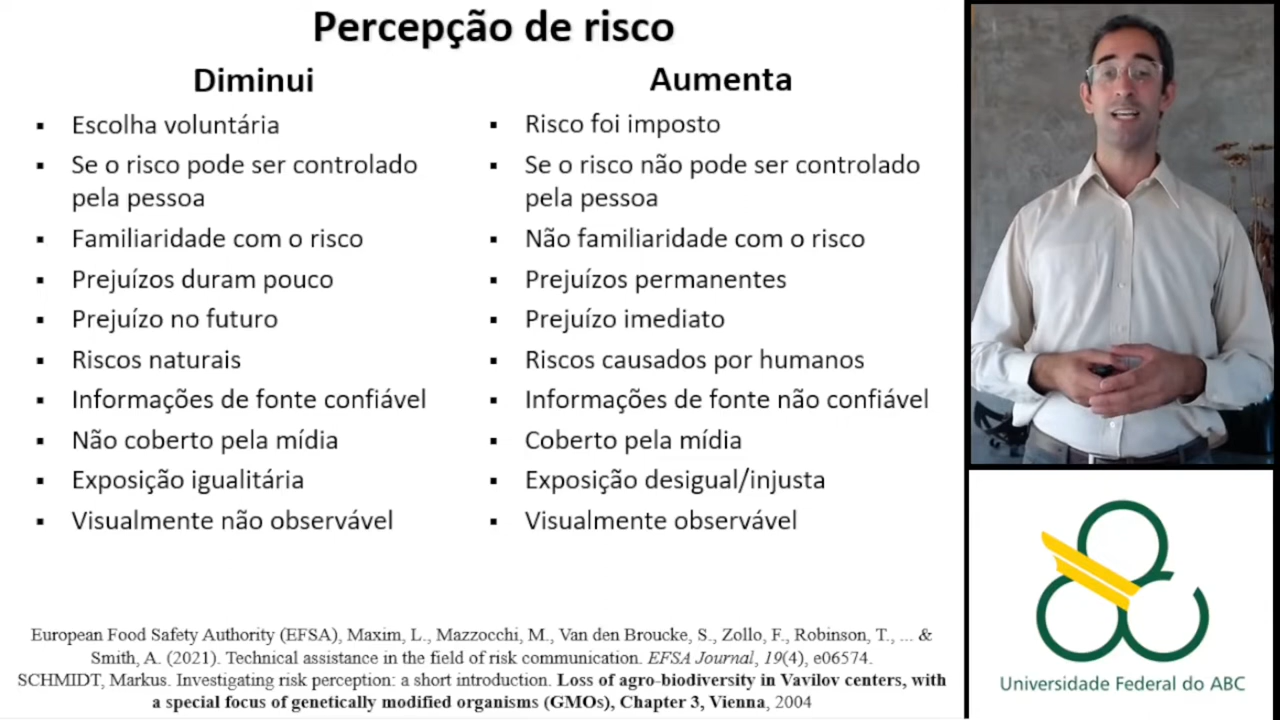 Percepção de risco
Diminui
▪ Escolha voluntária
▪ Se o risco pode ser controlado
pela pessoa
▪ Familiaridade com o risco
▪ Prejuízos duram pouco
▪ Prejuízo no futuro
▪ Riscos naturais
▪ Informações de fonte confiável
▪ Não coberto pela mídia
▪ Exposição igualitária
▪ Visualmente não observável
Aumenta
▪ Risco foi imposto
▪ Se o risco não pode ser controlado
pela pessoa
▪ Não familiaridade com o risco
▪ Prejuízos permanentes
▪ Prejuízo imediato
▪ Riscos causados por humanos
▪ Informações de fonte não confiável
▪ Coberto pela mídia
▪ Exposição desigual/injusta
▪ Visualmente observável
European Food Safety Authority (EFSA), Maxim, L., Mazzocchi, M., Van den Broucke, S., Zollo, F., Robinson, T., ... &
Smith, A. (2021). Technical assistance in the field of risk communication. EFSA Journal, 19(4), e06574.
SCHMIDT, Markus. Investigating risk perception: a short introduction. Loss of agro-biodiversity in Vavilov centers, with
a special focus of genetically modified organisms (GMOs), Chapter 3, Vienna, 2004
Universidade Federal do ABC